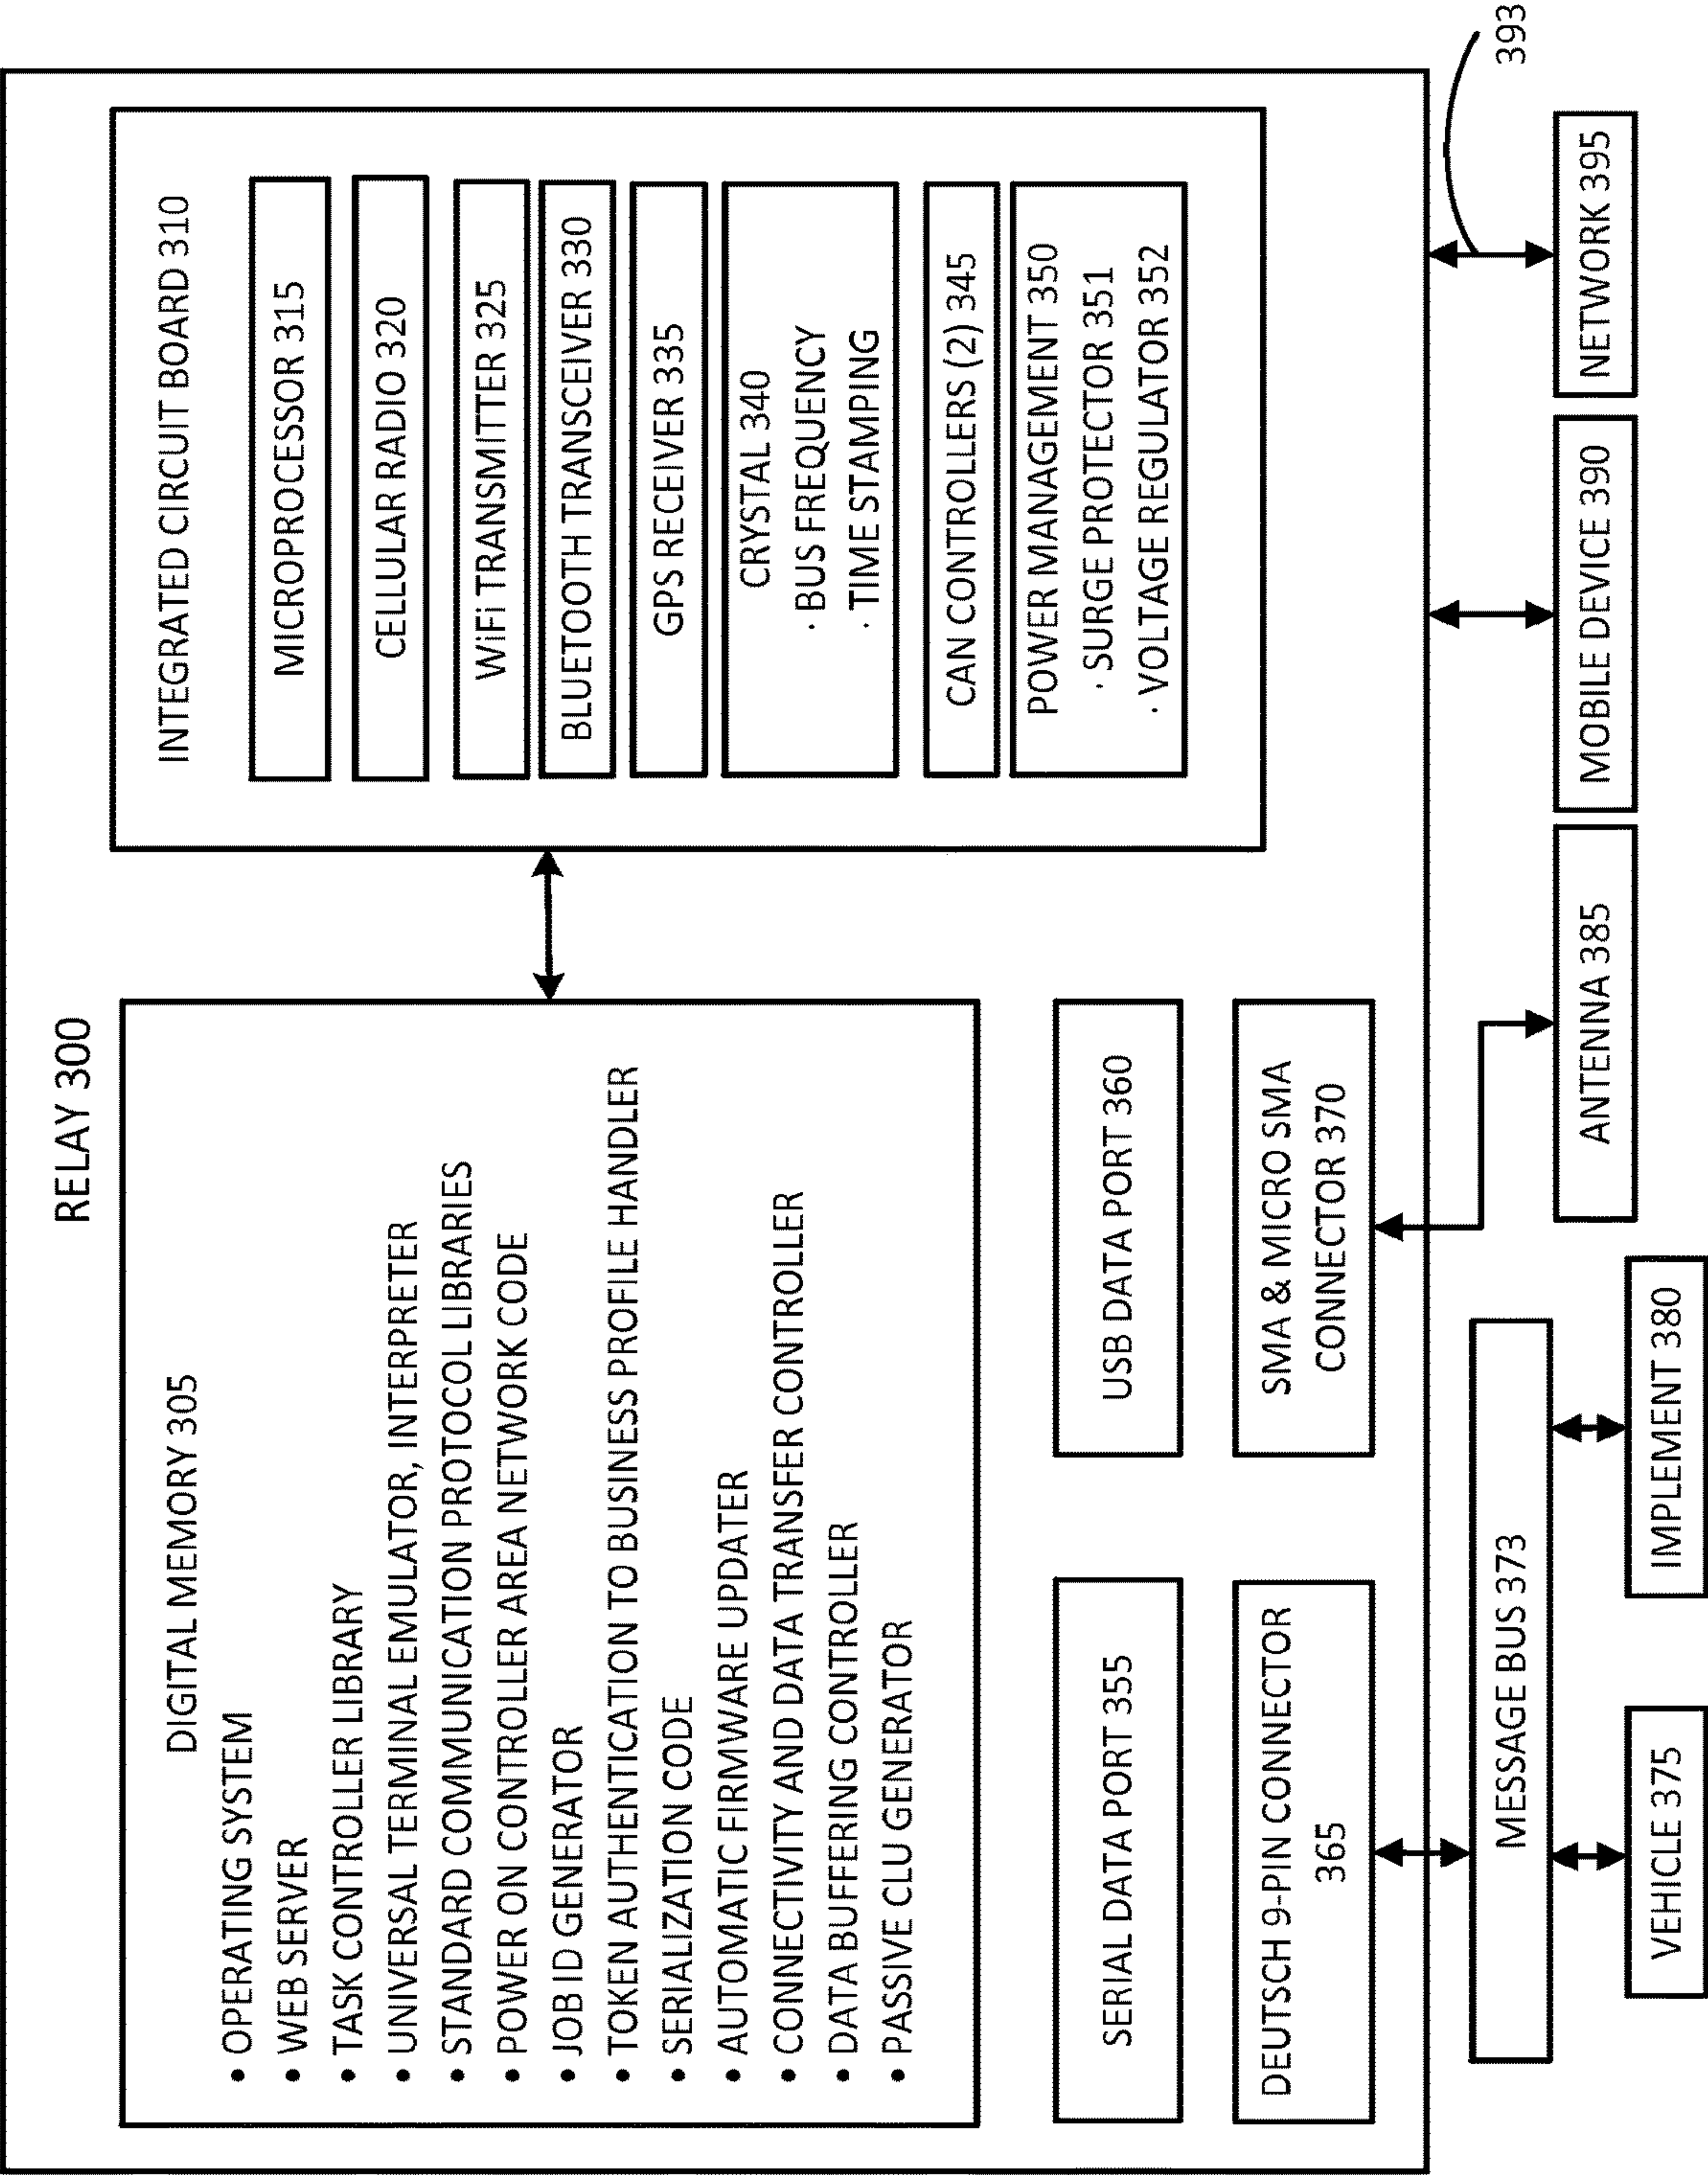 RELAY 300
DIGITAL MEMORY 305
• OPERATING SYSTEM
• WEB SERVER
• TASK CONTROLLER LIBRARY
• UNIVERSAL TERMINAL EMULATOR, INTERPRETER
• STANDARD COMMUNICATION PROTOCOL LIBRARIES
• POWER ON CONTROLLER AREA NETWORK CODE
• JOB ID GENERATOR
• TOKEN AUTHENTICATION TO BUSINESS PROFILE HANDLER
• SERIALIZATION CODE
• AUTOMATIC FIRMWARE UPDATER
• CONNECTIVITY AND DATA TRANSFER CONTROLLER
• DATA BUFFERING CONTROLLER
• PASSIVE CLU GENERATOR
INTEGRATED CIRCUIT BOARD 310
MICROPROCESSOR 315
CELLULAR RADIO 320
WiFi TRANSMITTER 325
BLUETOOTH TRANSCEIVER 330
GPS RECEIVER 335
CRYSTAL 340
· BUS FREQUENCY
· TIME STAMPING
CAN CONTROLLERS (2) 345
POWER MANAGEMENT 350
· SURGE PROTECTOR 351
· VOLTAGE REGULATOR 352
SERIAL DATA PORT 355
USB DATA PORT 360
DEUTSCH 9-PIN CONNECTOR
365
SMA & MICRO SMA
CONNECTOR 370
MESSAGE BUS 373
VEHICLE 375
IMPLEMENT 380
ANTENNA 385
MOBILE DEVICE 390
NETWORK 395
393